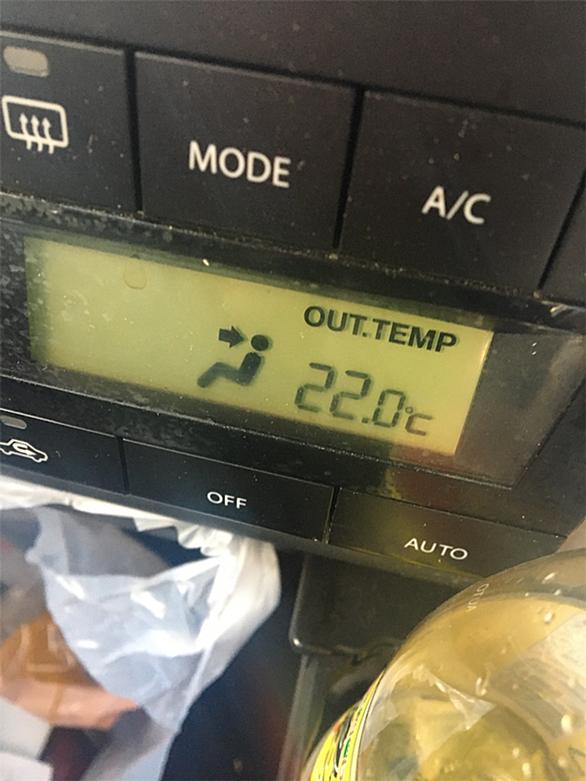 MODE
A/C
OUT.TEMP
22.0°C
OFF
AUTO